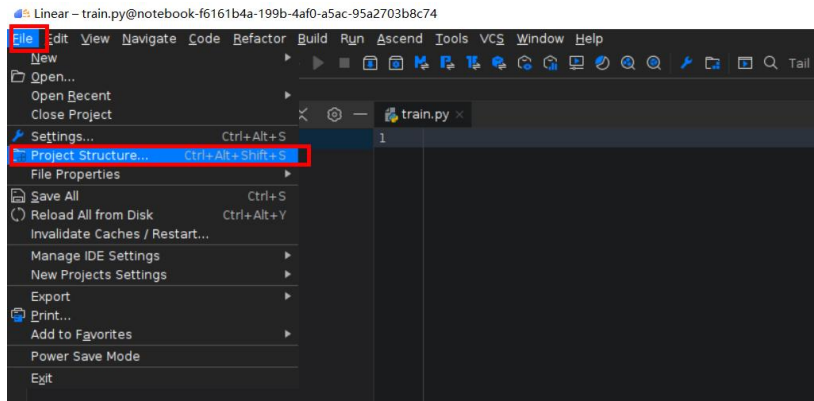 Linear – train.py@notebook-f6161b4a-199b-4af0-a5ac-95a2703b8c74
File Edit View Navigate Code Refactor Build Run Ascend Tools VCS Window Help
New
Open...
Tail
Open Recent
Close Project
train.py
Settings... Ctrl+Alt+S
1
Project Structure... Ctrl+Alt+Shift+S
File Properties
Save All Ctrl+S
Reload All from Disk Ctrl+Alt+Y
Invalidate Caches / Restart...
Manage IDE Settings
New Projects Settings
Export
Print...
Add to Favorites
Power Save Mode
Exit